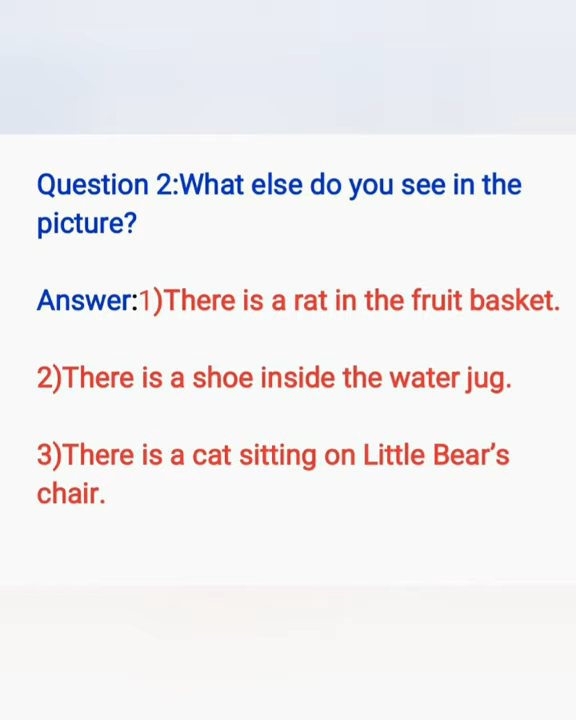 Question 2:What else do you see in the
picture?
Answer:1)There is a rat in the fruit basket.
2)There is a shoe inside the water jug.
3)There is a cat sitting on Little Bear's
chair.